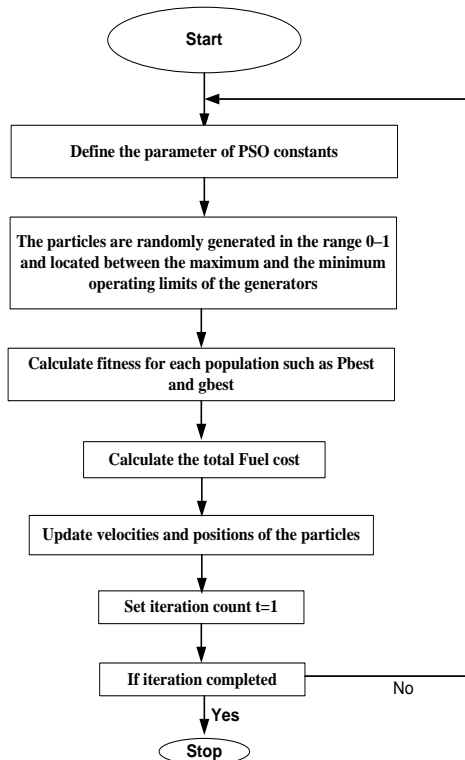 Start
Define the parameter of PSO constants
The particles are randomly generated in the range 0–1
and located between the maximum and the minimum
operating limits of the generators
Calculate fitness for each population such as Pbest
and gbest
Calculate the total Fuel cost
Update velocities and positions of the particles
Set iteration count t=1
If iteration completed
No
Yes
Stop